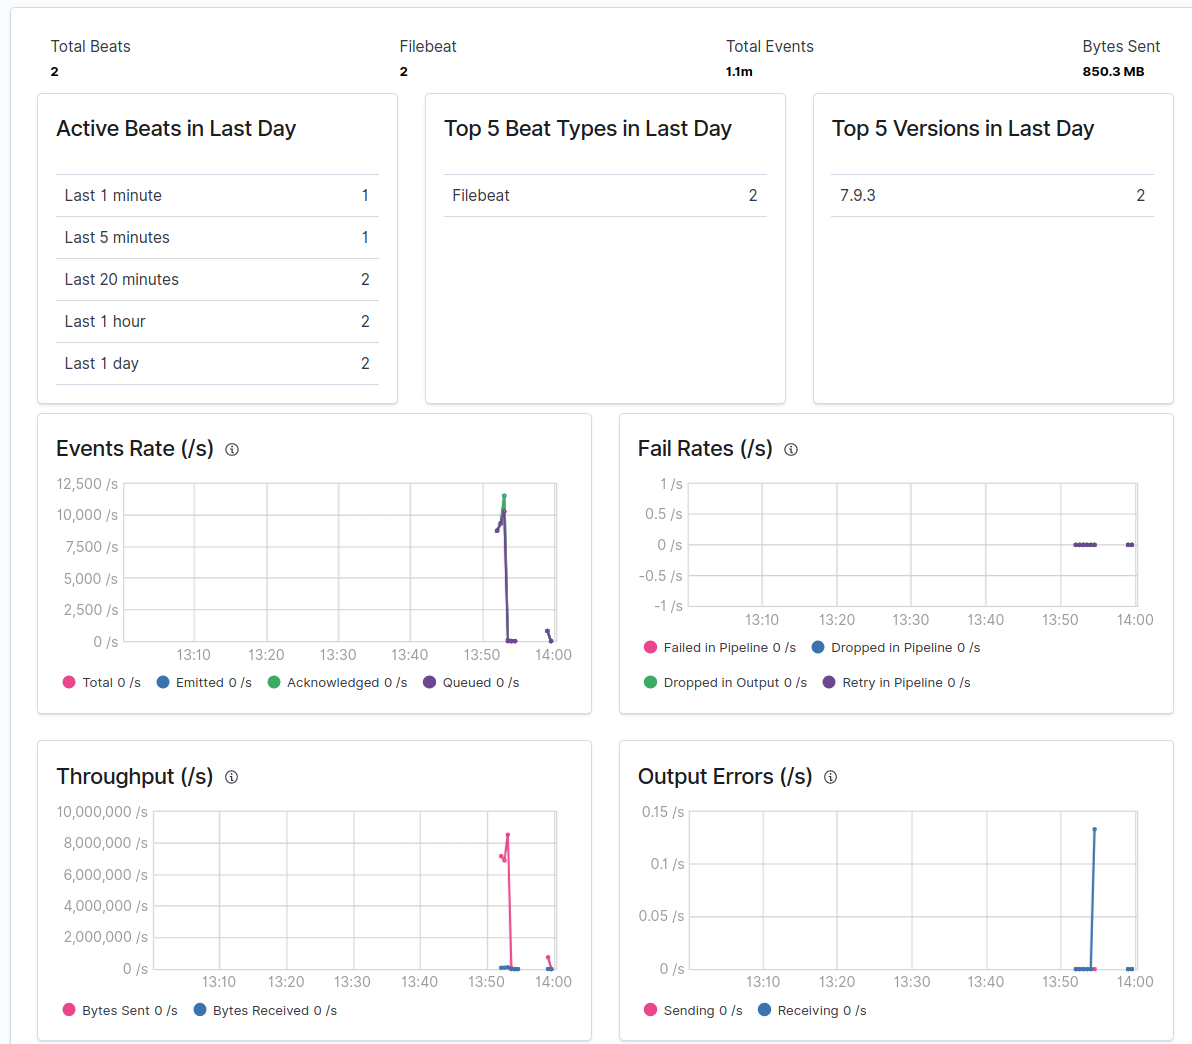 Total Beats Filebeat Total Events Bytes Sent
2 2 1.1m 850.3 MB
Active Beats in Last Day
Last 1 minute 1
Last 5 minutes 1
Last 20 minutes 2
Last 1 hour 2
Last 1 day 2
Top 5 Beat Types in Last Day
Filebeat 2
Top 5 Versions in Last Day
7.9.3 2
Events Rate (/s)
12,500 /s
10,000 /s
7,500 /s
5,000 /s
2,500 /s
0 /s
13:10 13:20 13:30 13:40 13:50 14:00
Total 0 /s Emitted 0 /s Acknowledged 0 /s Queued 0 /s
Fail Rates (/s)
1 /s
0.5 /s
0 /s
-0.5 /s
-1 /s
13:10 13:20 13:30 13:40 13:50 14:00
Failed in Pipeline 0 /s Dropped in Pipeline 0 /s
Dropped in Output 0 /s Retry in Pipeline 0 /s
Throughput (/s)
10,000,000 /s
8,000,000 /s
6,000,000 /s
4,000,000 /s
2,000,000 /s
0 /s
13:10 13:20 13:30 13:40 13:50 14:00
Bytes Sent 0 /s Bytes Received 0 /s
Output Errors (/s)
0.15 /s
0.1 /s
0.05 /s
0 /s
13:10 13:20 13:30 13:40 13:50 14:00
Sending 0 /s Receiving 0 /s